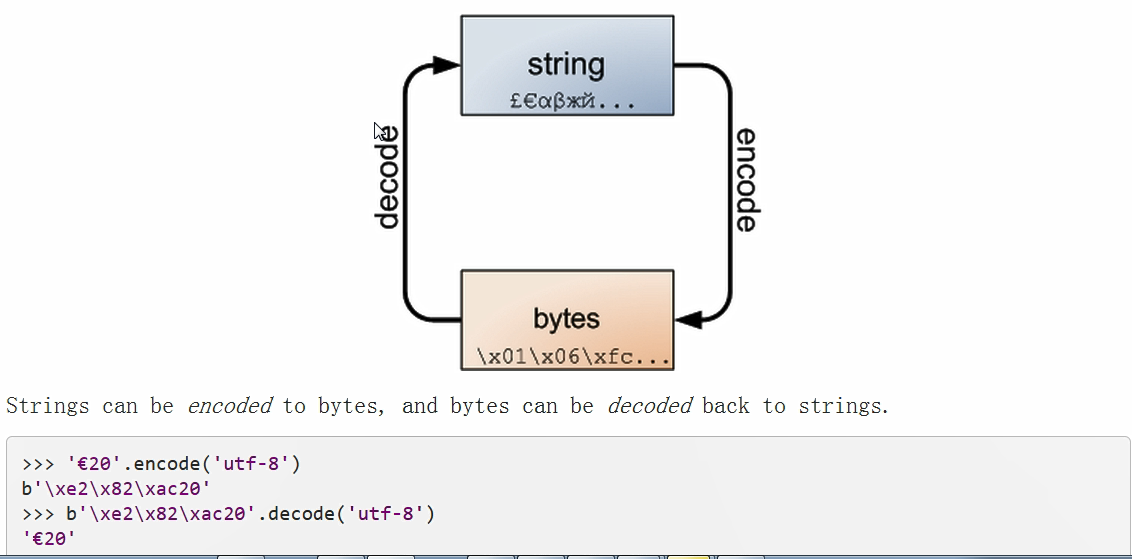 string
£€αβжй...
decode
encode
bytes
\x01\x06\xfc...
Strings can be encoded to bytes, and bytes can be decoded back to strings.
>>> '€20'.encode('utf-8')
b'\xe2\x82\xac20'
>>> b'\xe2\x82\xac20'.decode('utf-8')
'€20'